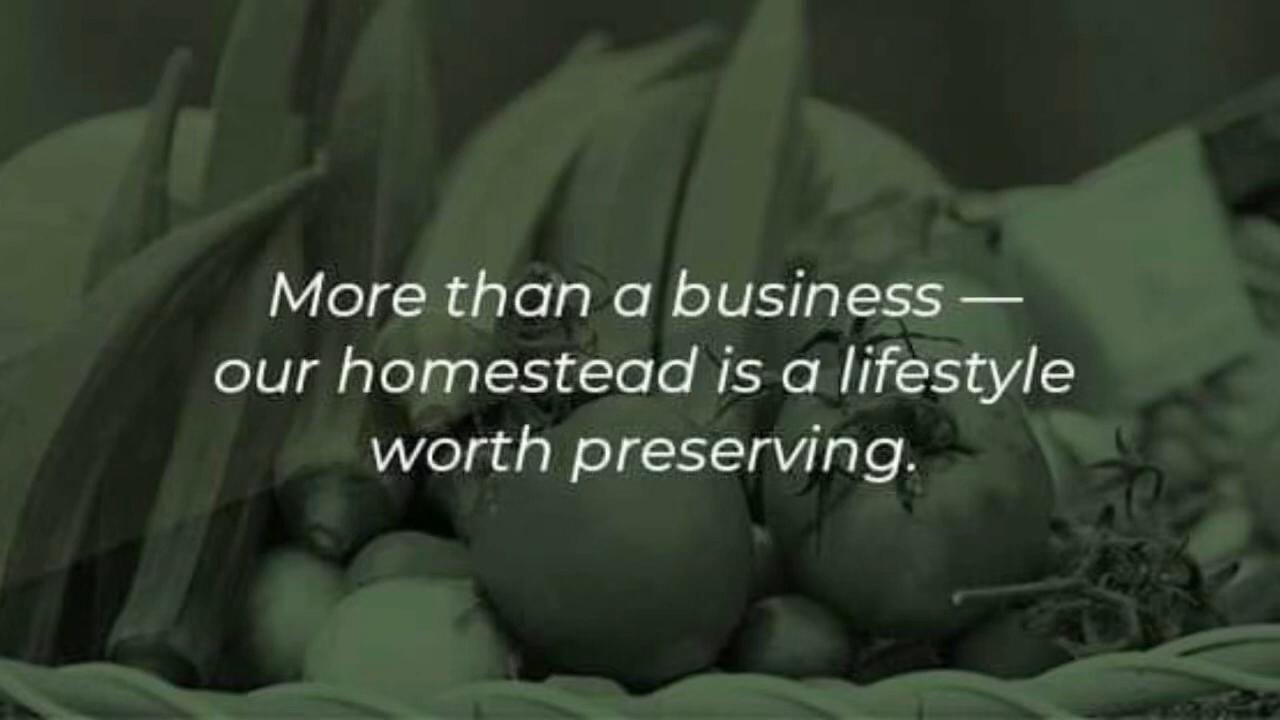 More than a business —
our homestead is a lifestyle
worth preserving.